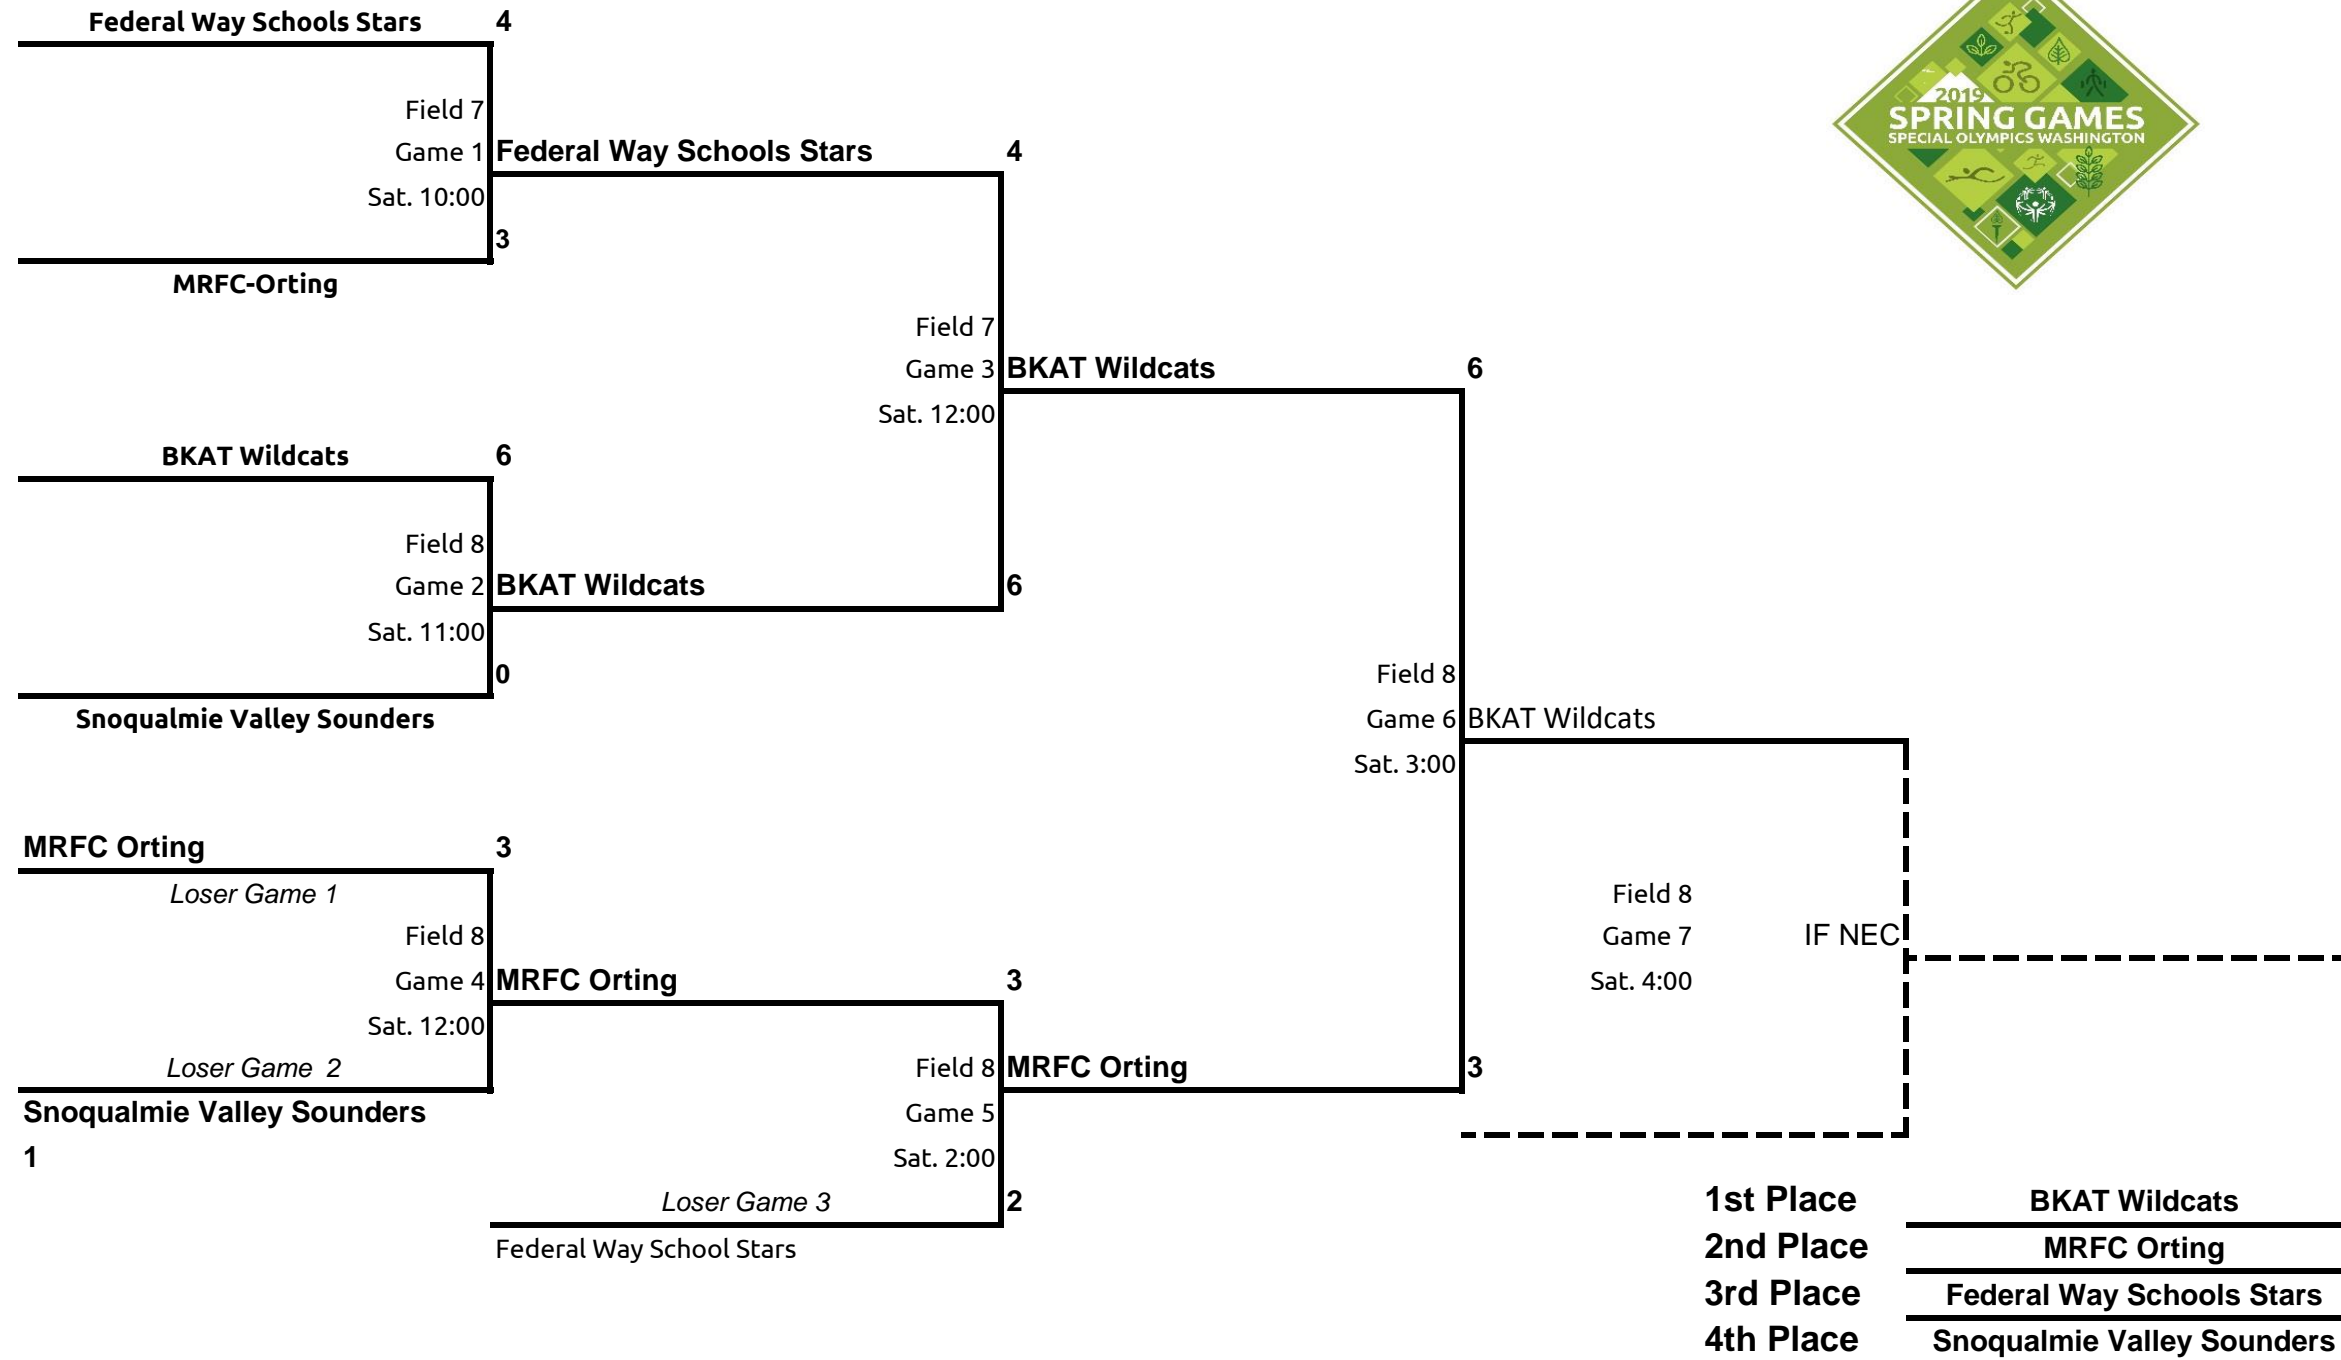 Federal Way Schools Stars 4
2019
SPRING GAMES
SPECIAL OLYMPICS WASHINGTON
Field 7
Game 1 Federal Way Schools Stars 4
Sat. 10:00
3
MRFC-Orting
Field 7
Game 3 BKAT Wildcats 6
Sat. 12:00
BKAT Wildcats 6
Field 8
Game 2 BKAT Wildcats 6
Sat. 11:00
0
Snoqualmie Valley Sounders
Field 8
Game 6 BKAT Wildcats
Sat. 3:00
MRFC Orting 3
Loser Game 1
Field 8
Game 4 MRFC Orting 3
Sat. 12:00
Loser Game 2
Snoqualmie Valley Sounders
1
Field 8
Game 7 IF NEC
Sat. 4:00
Field 8 MRFC Orting 3
Game 5
Sat. 2:00
Loser Game 3 2
Federal Way School Stars
1st Place BKAT Wildcats
2nd Place MRFC Orting
3rd Place Federal Way Schools Stars
4th Place Snoqualmie Valley Sounders